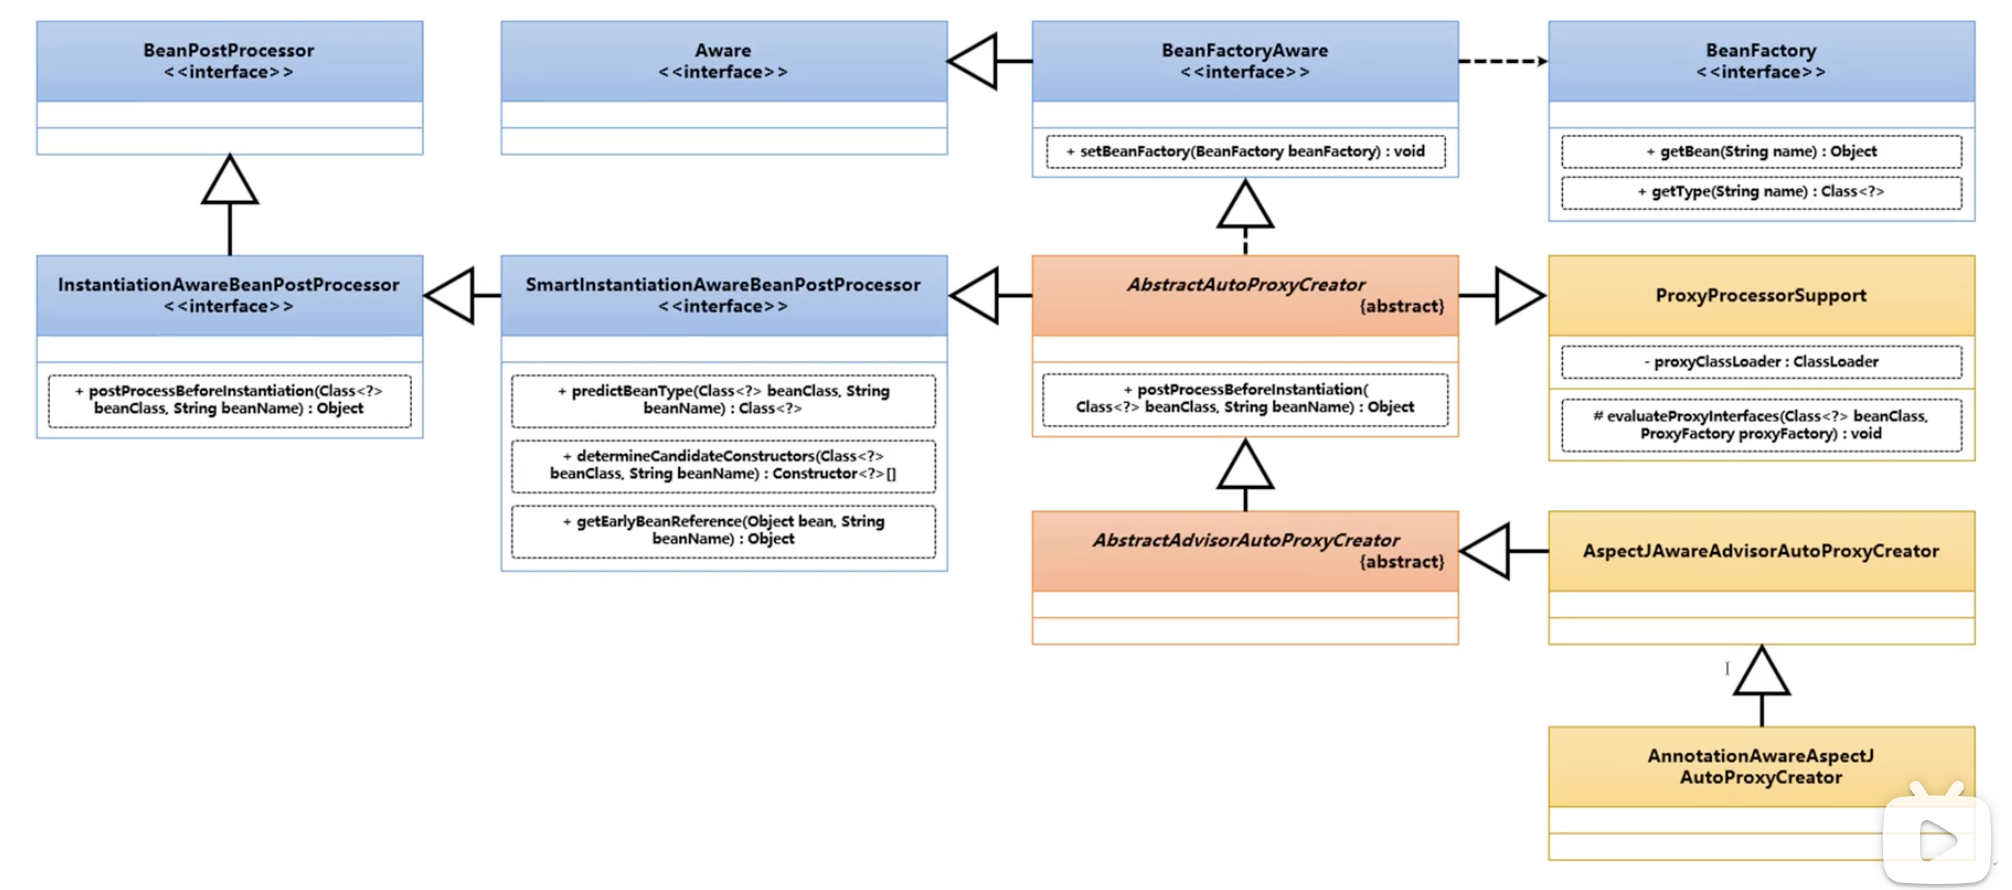 BeanPostProcessor
<<interface>>
Aware
<<interface>>
BeanFactoryAware
<<interface>>
+ setBeanFactory(BeanFactory beanFactory) : void
BeanFactory
<<interface>>
+ getBean(String name) : Object
+ getType(String name) : Class<?>
InstantiationAwareBeanPostProcessor
<<interface>>
+ postProcessBeforeInstantiation(Class<?>
beanClass, String beanName) : Object
SmartInstantiationAwareBeanPostProcessor
<<interface>>
+ predictBeanType(Class<?> beanClass, String
beanName) : Class<?>
+ determineCandidateConstructors(Class<?>
beanClass, String beanName) : Constructor<?>[]
+ getEarlyBeanReference(Object bean, String
beanName) : Object
AbstractAutoProxyCreator
{abstract}
+ postProcessBeforeInstantiation(
Class<?> beanClass, String beanName) : Object
ProxyProcessorSupport
- proxyClassLoader : ClassLoader
# evaluateProxyInterfaces(Class<?> beanClass,
ProxyFactory proxyFactory) : void
AbstractAdvisorAutoProxyCreator
{abstract}
AspectJAwareAdvisorAutoProxyCreator
AnnotationAwareAspectJ
AutoProxyCreator